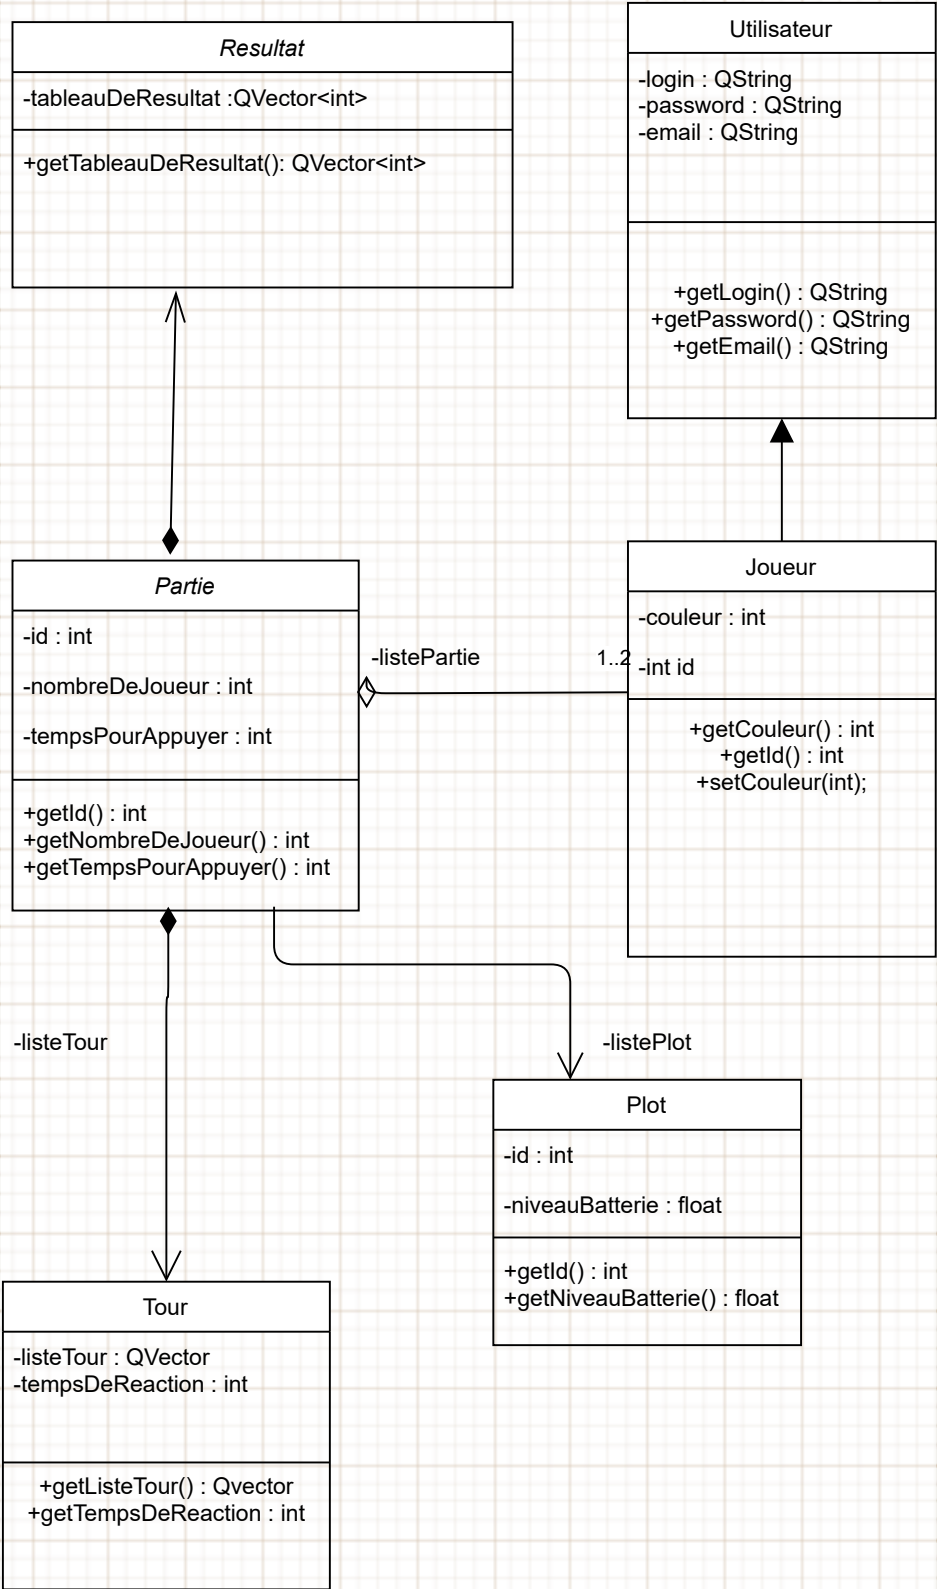 Resultat
-tableauDeResultat :QVector<int>
+getTableauDeResultat(): QVector<int>
Utilisateur
-login : QString
-password : QString
-email : QString
+getLogin() : QString
+getPassword() : QString
+getEmail() : QString
Partie
-id : int
-nombreDeJoueur : int
-tempsPourAppuyer : int
+getId() : int
+getNombreDeJoueur() : int
+getTempsPourAppuyer() : int
-listePartie
1..2
Joueur
-couleur : int
-int id
+getCouleur() : int
+getId() : int
+setCouleur(int);
-listeTour
-listePlot
Plot
-id : int
-niveauBatterie : float
+getId() : int
+getNiveauBatterie() : float
Tour
-listeTour : QVector
-tempsDeReaction : int
+getListeTour() : Qvector
+getTempsDeReaction : int